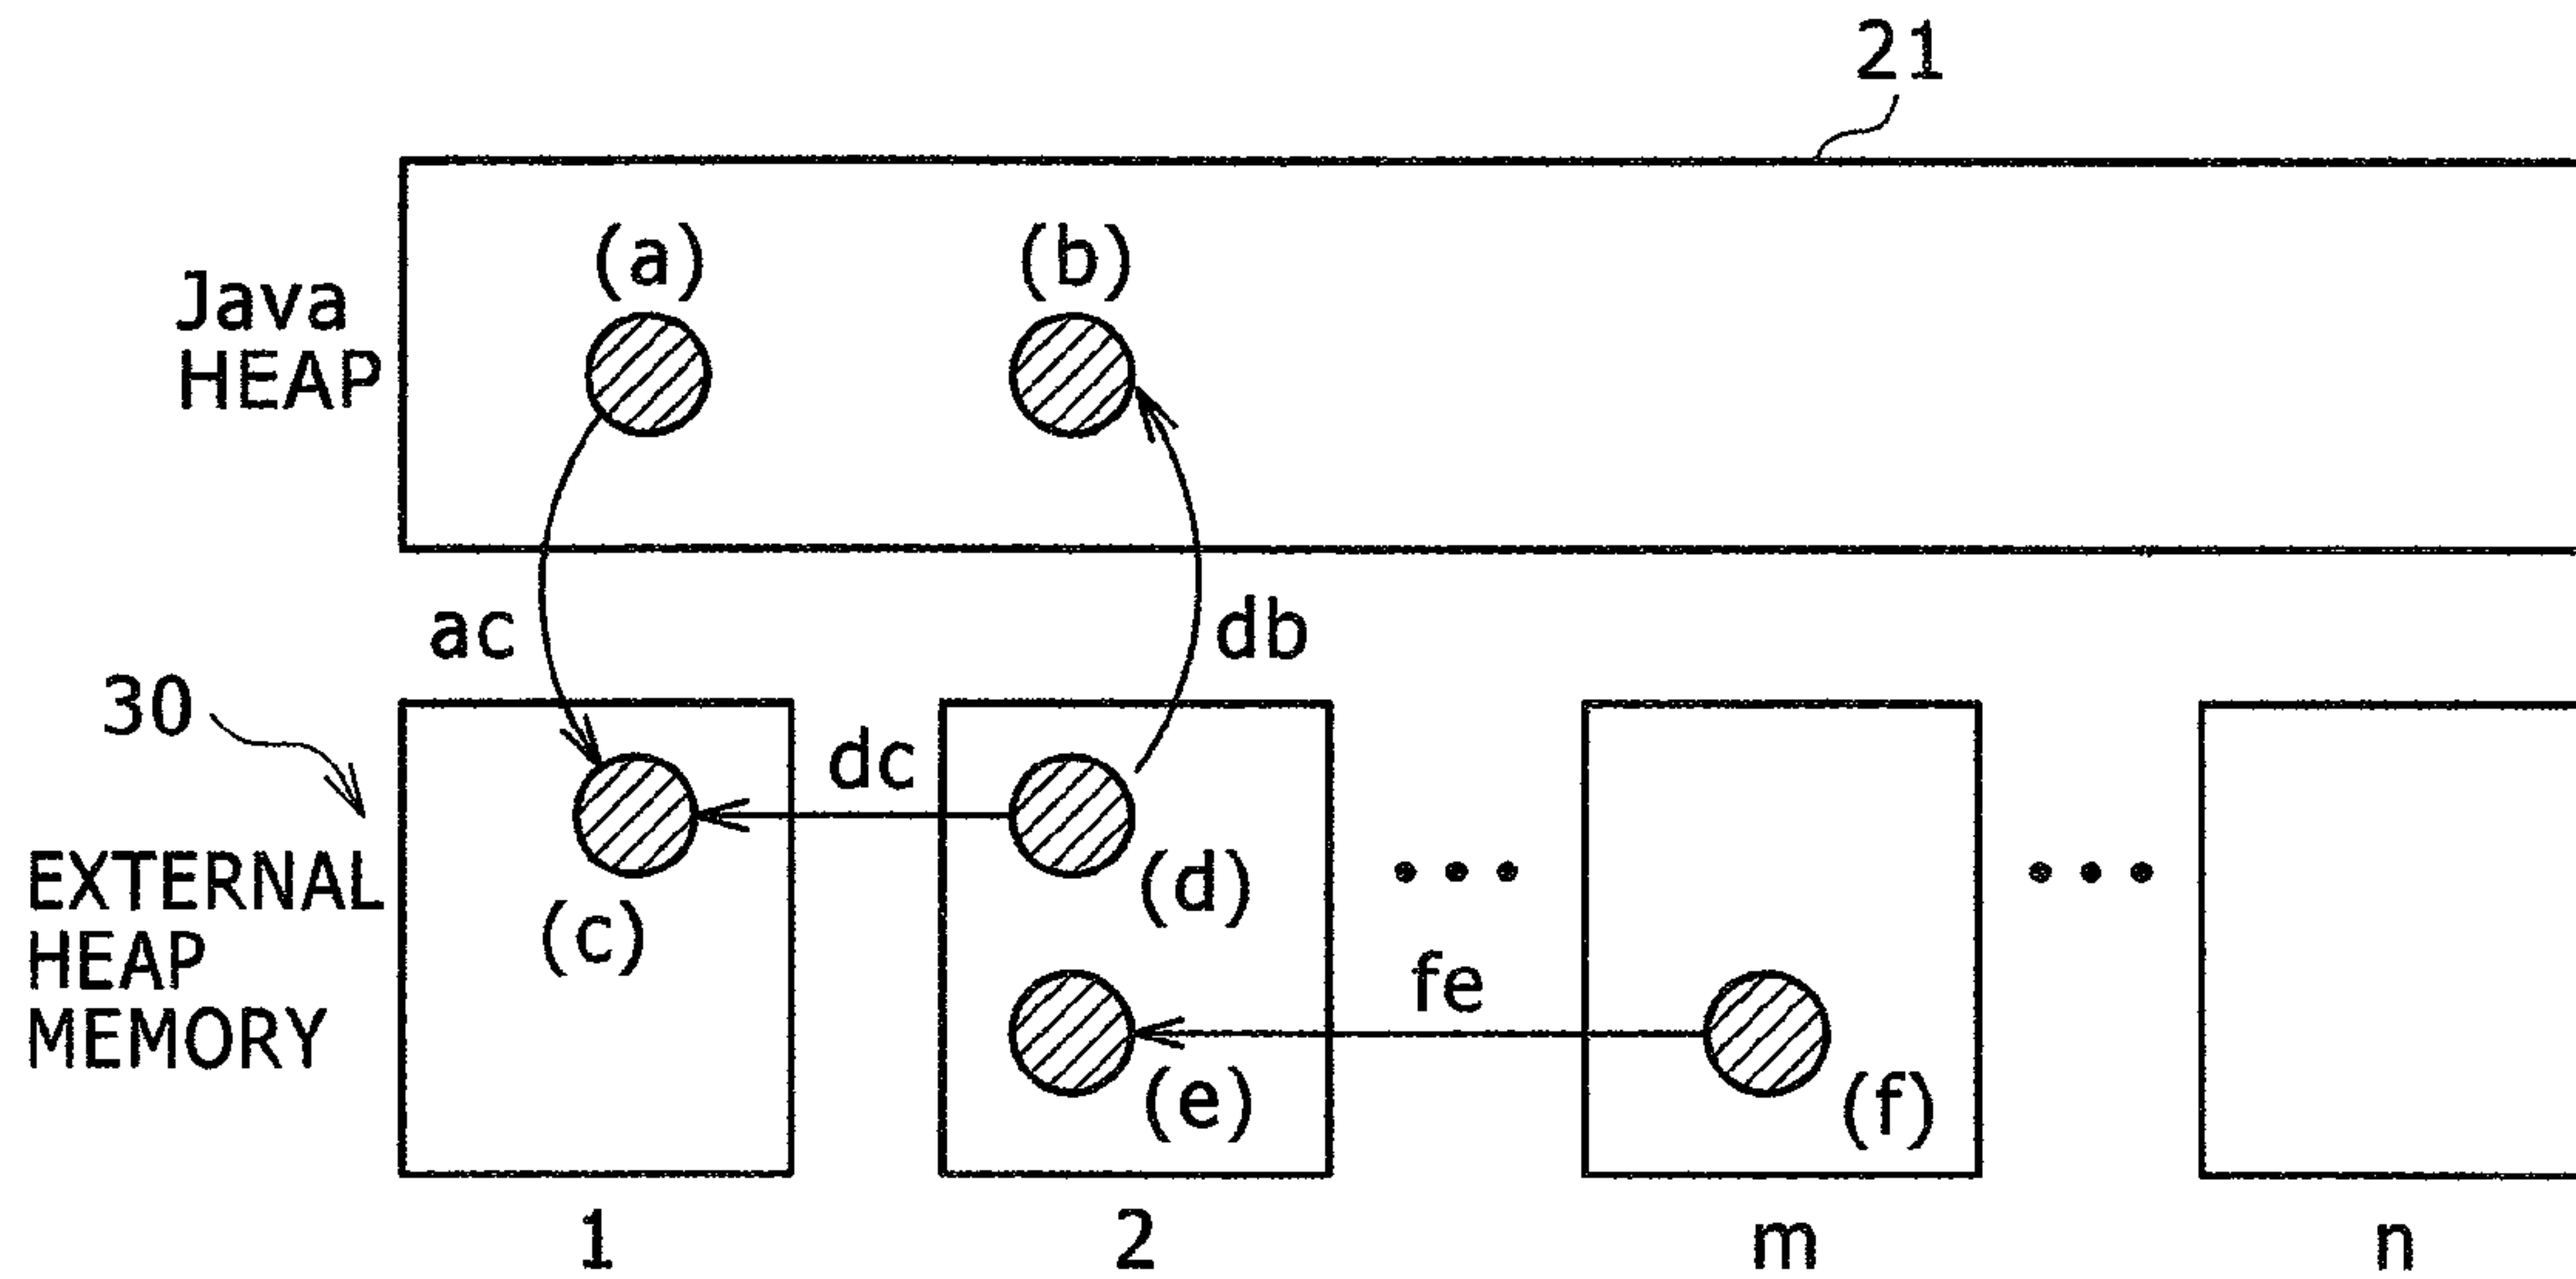 21
(a)
(b)
Java
HEAP
ac
db
30
dc
EXTERNAL
HEAP
MEMORY
(c)
(d)
• • •
• • •
fe
(e)
(f)
1
2
m
n